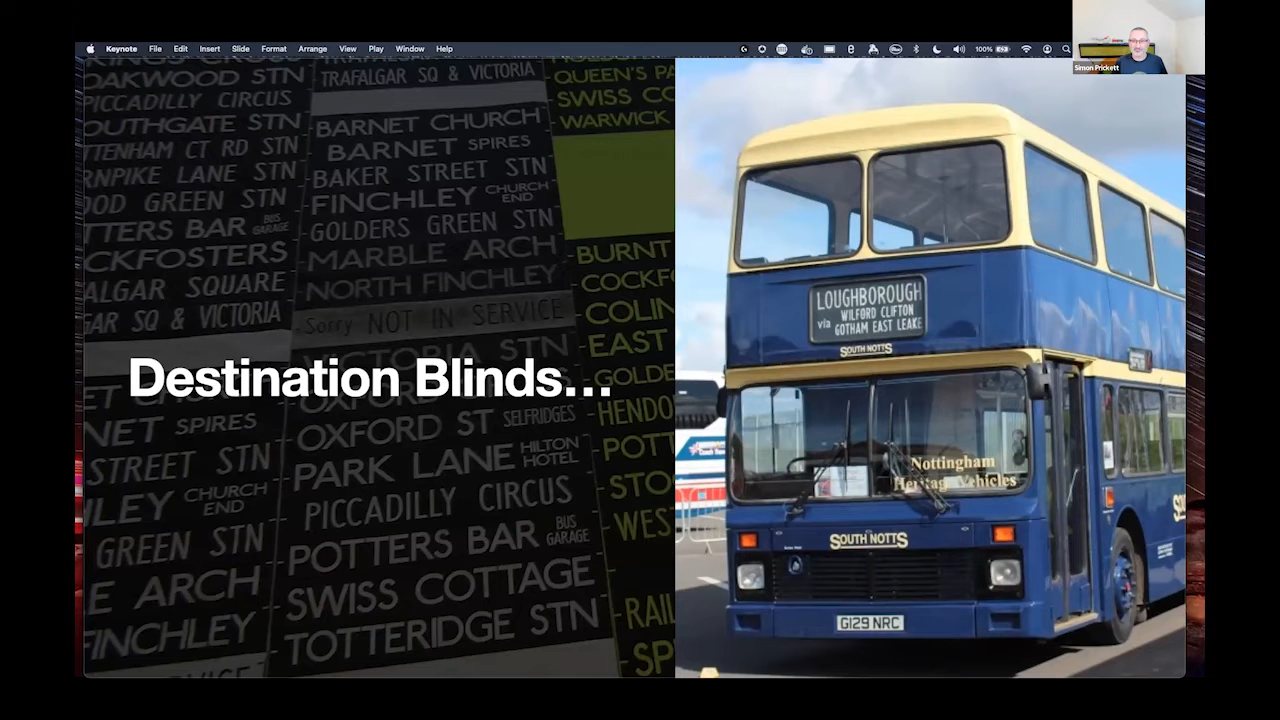 Keynote File Edit Insert Slide Format Arrange View Play Window Help
100%
Simon Prickett
OAKWOOD STN
PICCADILLY CIRCUS
OUTHGATE STN
TTENHAM CT RD STN
RNPIKE LANE STN
OOD GREEN STN
TTERS BAR BUS GARAGE
CKFOSTERS
ALGAR SQUARE
GAR SQ & VICTORIA
NET SPIRES
STREET STN
LEY CHURCH END
GREEN STN
E ARCH
FINCHLEY
TRAFALGAR SQ & VICTORIA
BARNET CHURCH
BARNET SPIRES
BAKER STREET STN
FINCHLEY CHURCH END
GOLDERS GREEN STN
MARBLE ARCH
NORTH FINCHLEY
Sorry NOT IN SERVICE
VICTORIA STN
OXFORD ST SELFRIDGES
PARK LANE HILTON HOTEL
PICCADILLY CIRCUS
POTTERS BAR BUS GARAGE
SWISS COTTAGE
TOTTERIDGE STN
QUEEN'S PA
SWISS CO
WARWICK
BURNT
COCKF
COLIN
EAST
GOLDE
HENDO
POTT
STO
WES
RAIL
SP
Destination Blinds...
LOUGHBOROUGH
WILFORD CLIFTON
via GOTHAM EAST LEAKE
SOUTH NOTTS
Nottingham
Heritage Vehicles
SOUTH NOTTS
G129 NRC